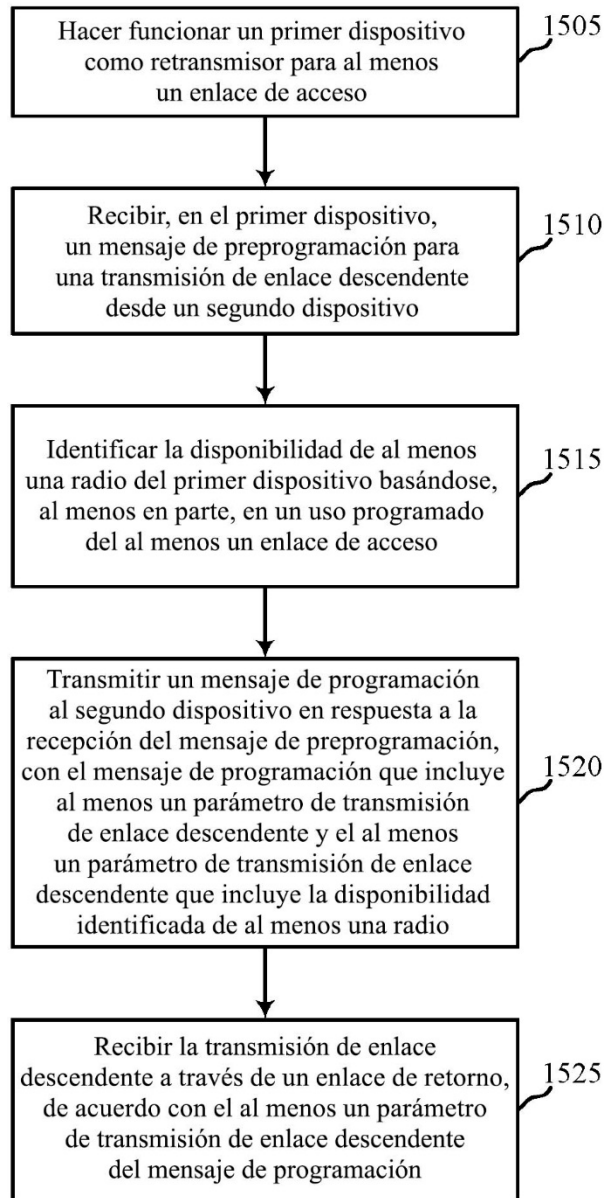 Hacer funcionar un primer dispositivo
como retransmisor para al menos
un enlace de acceso
1505
Recibir, en el primer dispositivo,
un mensaje de preprogramación para
una transmisión de enlace descendente
desde un segundo dispositivo
1510
Identificar la disponibilidad de al menos
una radio del primer dispositivo basándose,
al menos en parte, en un uso programado
del al menos un enlace de acceso
1515
Transmitir un mensaje de programación
al segundo dispositivo en respuesta a la
recepción del mensaje de preprogramación,
con el mensaje de programación que incluye
al menos un parámetro de transmisión
de enlace descendente y el al menos
un parámetro de transmisión de enlace
descendente que incluye la disponibilidad
identificada de al menos una radio
1520
Recibir la transmisión de enlace
descendente a través de un enlace de retorno,
de acuerdo con el al menos un parámetro
de transmisión de enlace descendente
del mensaje de programación
1525